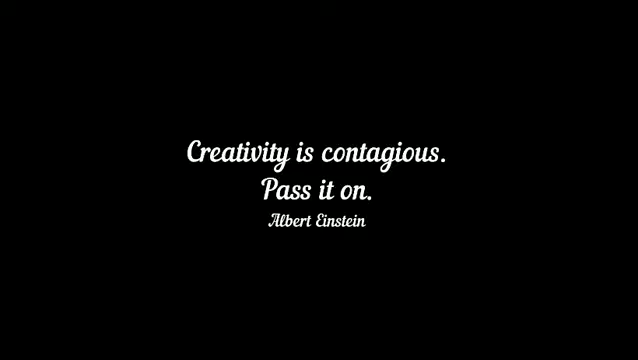 Creativity is contagious.
Pass it on.
Albert Einstein